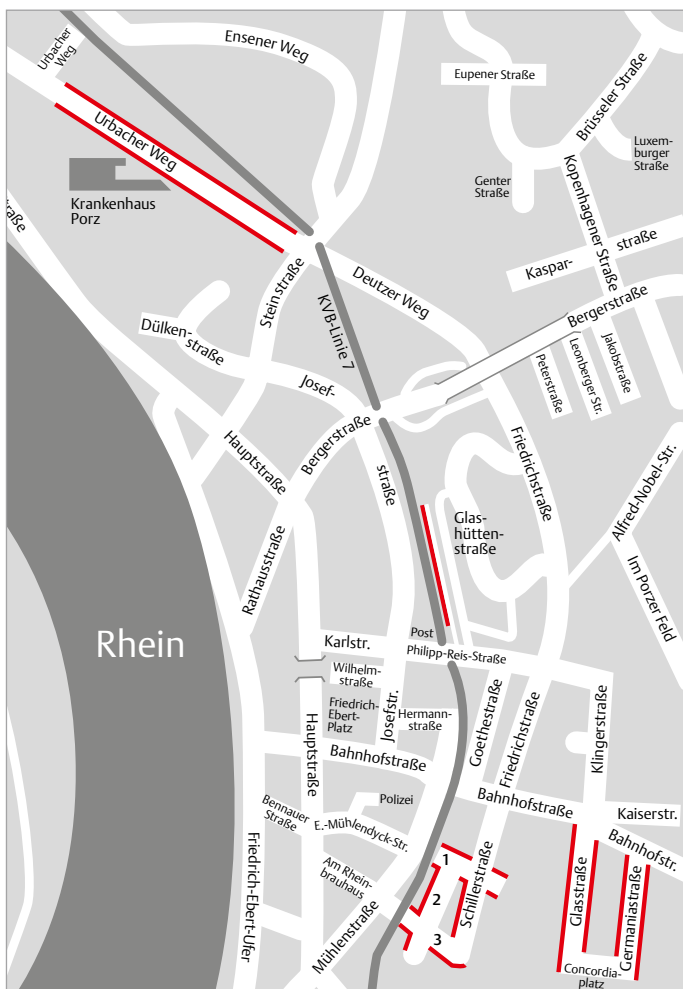 Urbacher
Weg
Ensener Weg
Eupener Straße
Brüsseler Straße
Luxem-
burger
Straße
Urbacher Weg
Krankenhaus
Porz
Genter
Straße
Kopenhagener Straße
Kaspar-
straße
raße
Steinstraße
Deutzer Weg
KVB-Linie 7
Bergerstraße
Dülken-
straße
Josef-
straße
Peterstraße
Leonberger Str.
Jakobstraße
Hauptstraße
Bergerstraße
Friedrichstraße
Alfred-Nobel-Str.
Glas-
hütten-
straße
Rathausstraße
Im Porzer Feld
Rhein
Karlstr.
Post
Philipp-Reis-Straße
Wilhelm-
straße
Friedrich-
Ebert-
Platz
Josefstr.
Hermann-
straße
Goethestraße
Friedrichstraße
Klingerstraße
Hauptstraße
Bahnhofstraße
Bahnhofstraße
Kaiserstr.
Bahnhofstr.
Polizei
Bennauer
Straße
E.-Mühlendyck-Str.
Am Rhein-
brauhaus
1
2
3
Schillerstraße
Glasstraße
Germaniastraße
Friedrich-Ebert-Ufer
Mühlenstraße
Concordia-
platz